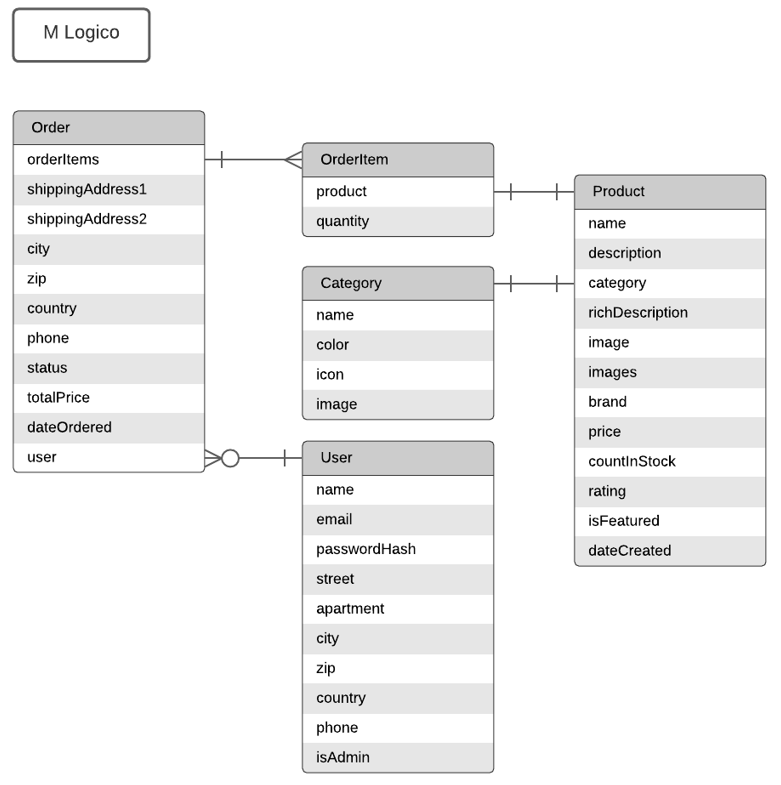 M Logico
Order
orderItems
shippingAddress1
shippingAddress2
city
zip
country
phone
status
totalPrice
dateOrdered
user
OrderItem
product
quantity
Category
name
color
icon
image
User
name
email
passwordHash
street
apartment
city
zip
country
phone
isAdmin
Product
name
description
category
richDescription
image
images
brand
price
countInStock
rating
isFeatured
dateCreated